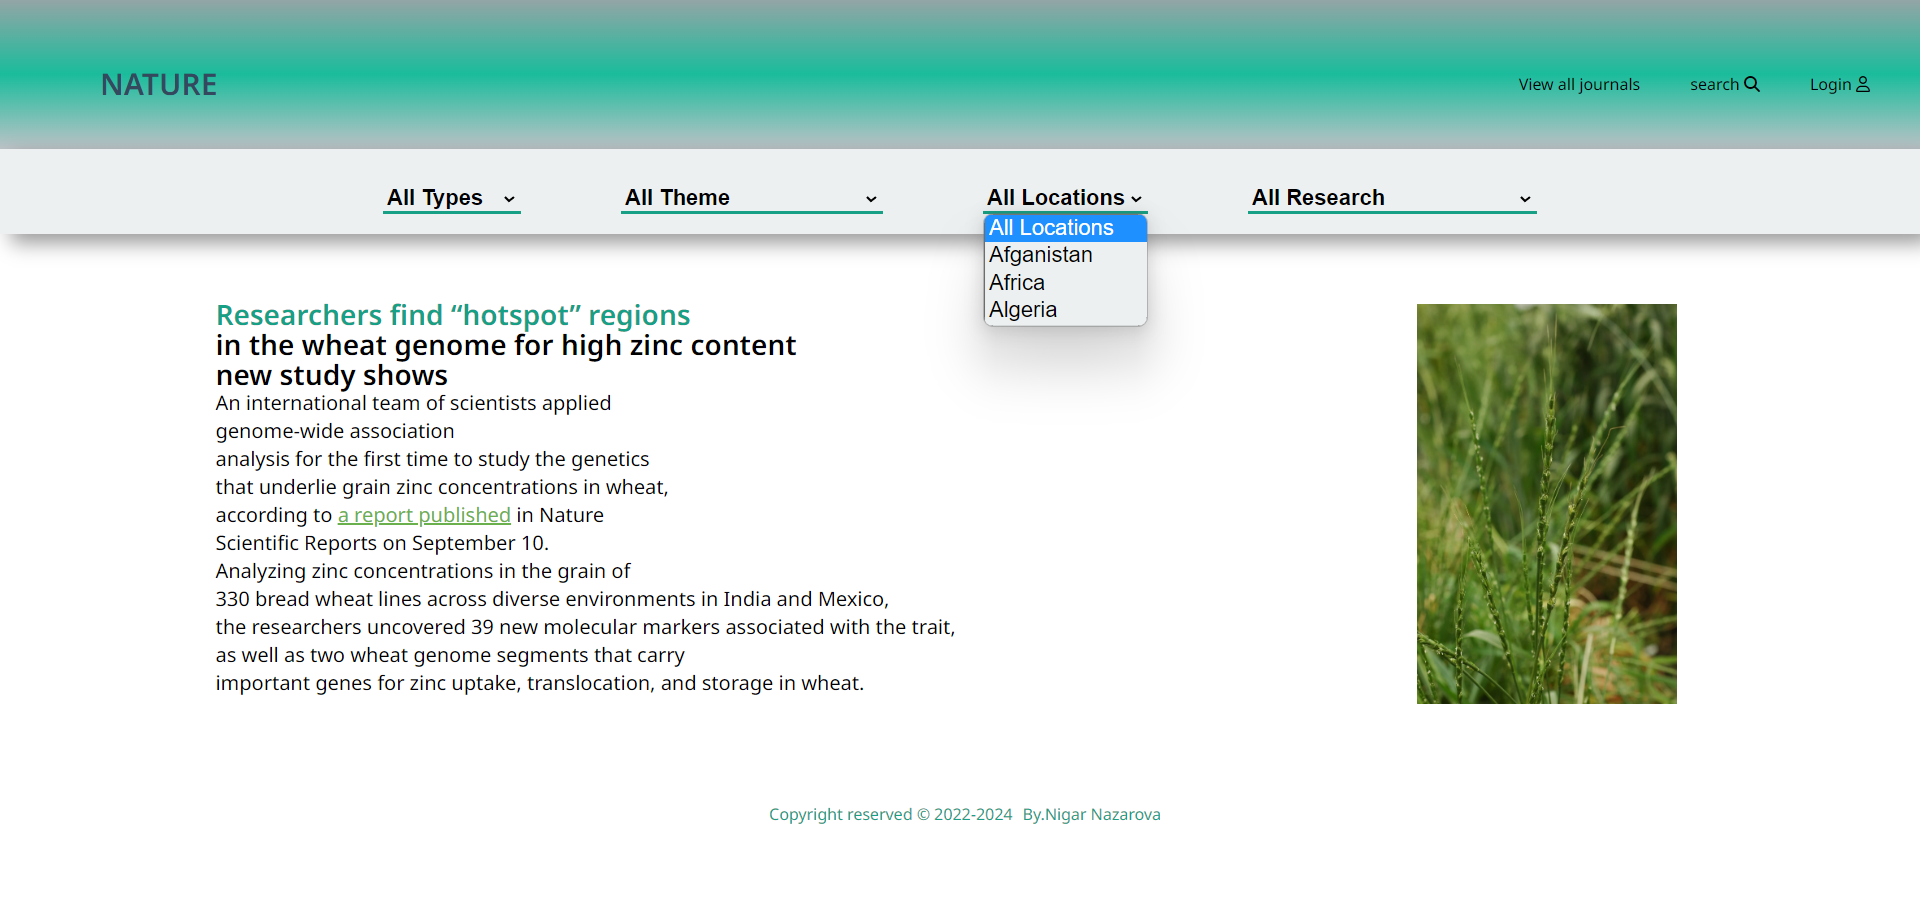 NATURE
View all journals
search
Login
All Types
All Theme
All Locations
All Research
All Locations
Afganistan
Africa
Algeria
Researchers find “hotspot” regions
in the wheat genome for high zinc content
new study shows
An international team of scientists applied
genome-wide association
analysis for the first time to study the genetics
that underlie grain zinc concentrations in wheat,
according to a report published in Nature
Scientific Reports on September 10.
Analyzing zinc concentrations in the grain of
330 bread wheat lines across diverse environments in India and Mexico,
the researchers uncovered 39 new molecular markers associated with the trait,
as well as two wheat genome segments that carry
important genes for zinc uptake, translocation, and storage in wheat.
Copyright reserved © 2022-2024 By.Nigar Nazarova